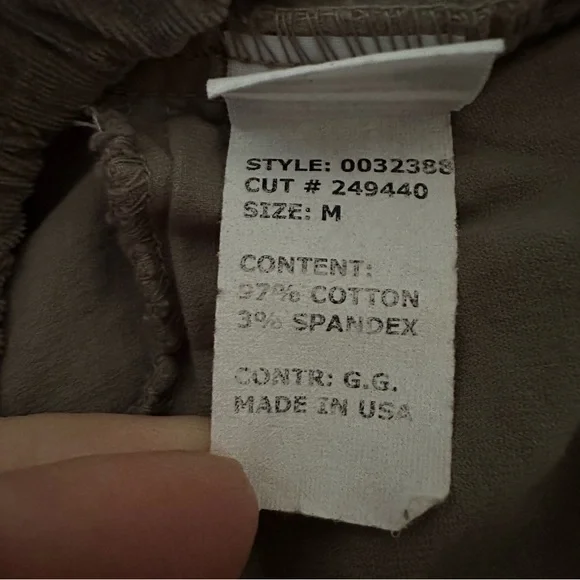 STYLE: 0032388
CUT # 249440
SIZE: M
CONTENT:
97% COTTON
3% SPANDEX
CONTR: G.G.
MADE IN USA